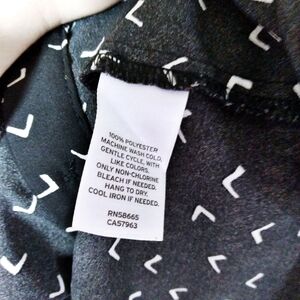 100% POLYESTER
MACHINE WASH COLD,
GENTLE CYCLE, WITH
LIKE COLORS.
ONLY NON-CHLORINE
BLEACH IF NEEDED.
HANG TO DRY.
COOL IRON IF NEEDED.
RN58665
CA57963